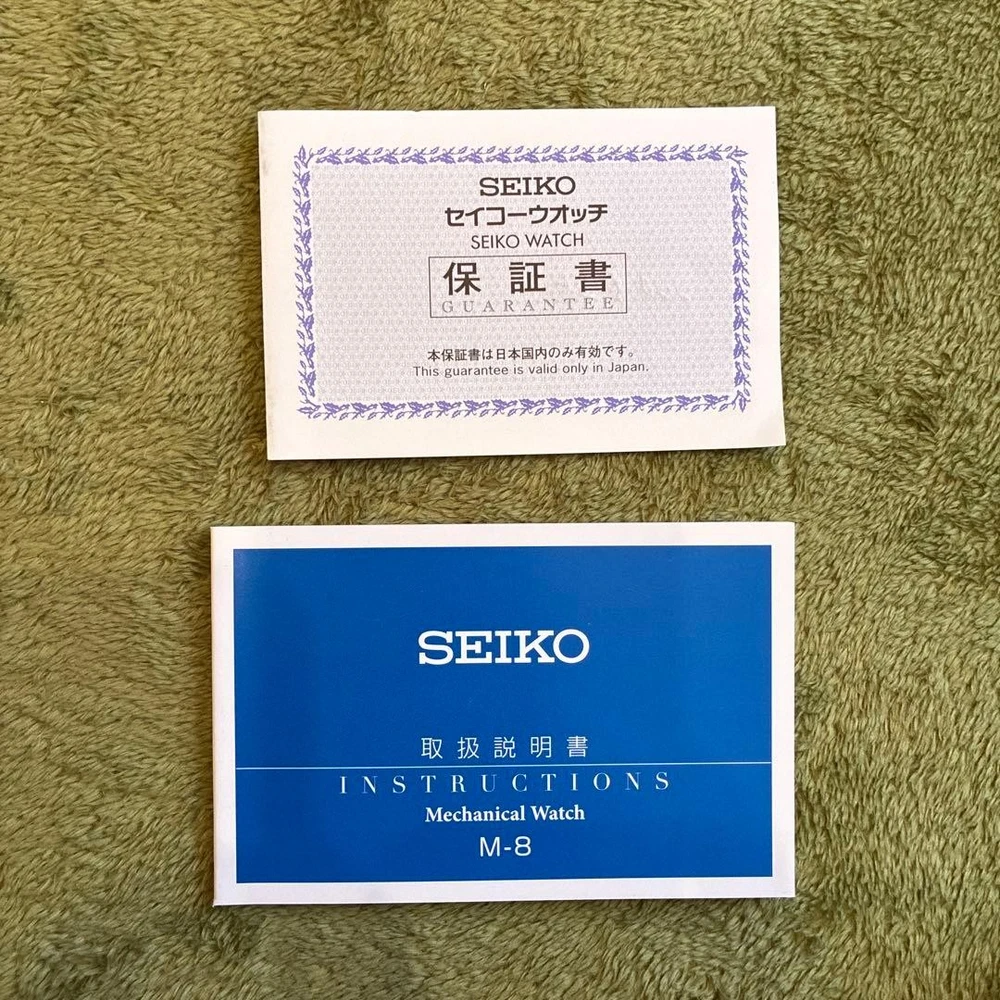 SEIKO
セイコーウオッチ
SEIKO WATCH
保証書
GUARANTEE
本保証書は日本国内のみ有効です。
This guarantee is valid only in Japan.
SEIKO
取扱説明書
INSTRUCTIONS
Mechanical Watch
M-8